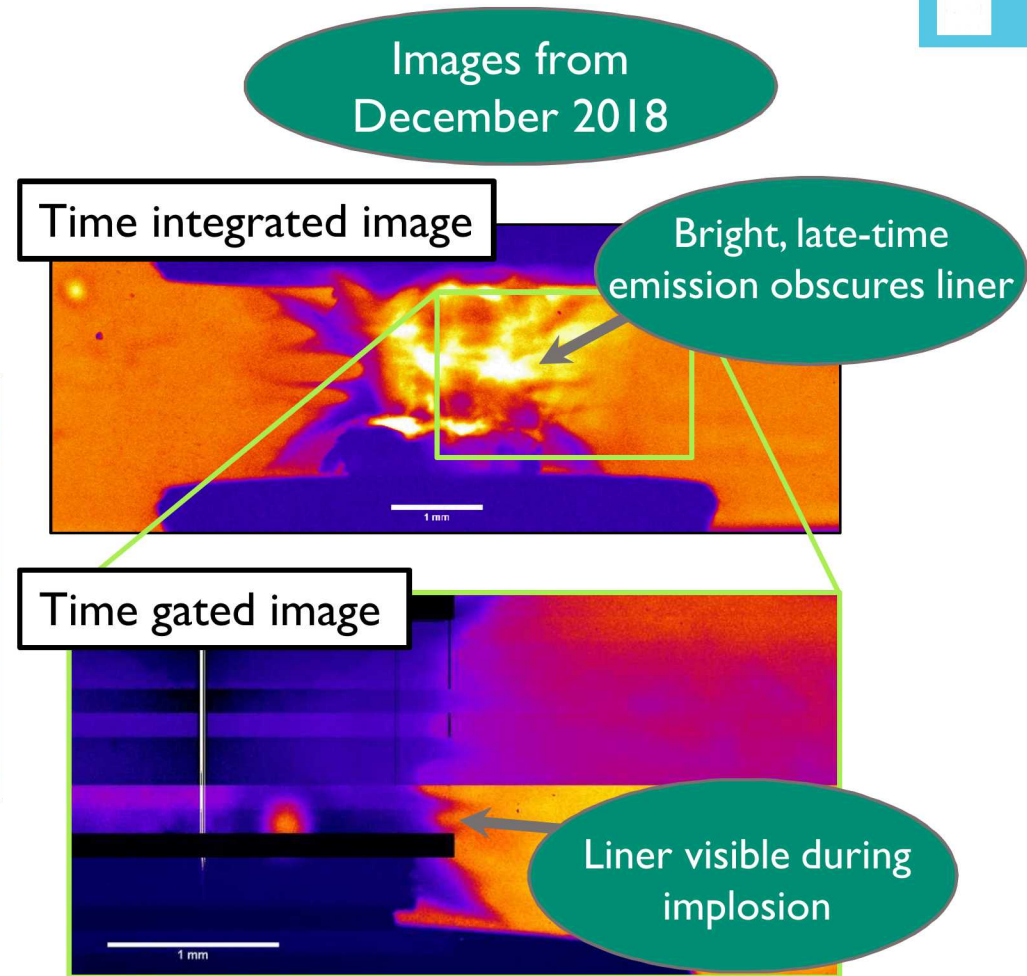 Images from
December 2018
Time integrated image
Bright, late-time
emission obscures liner
1 mm
Time gated image
Liner visible during
implosion
1 mm